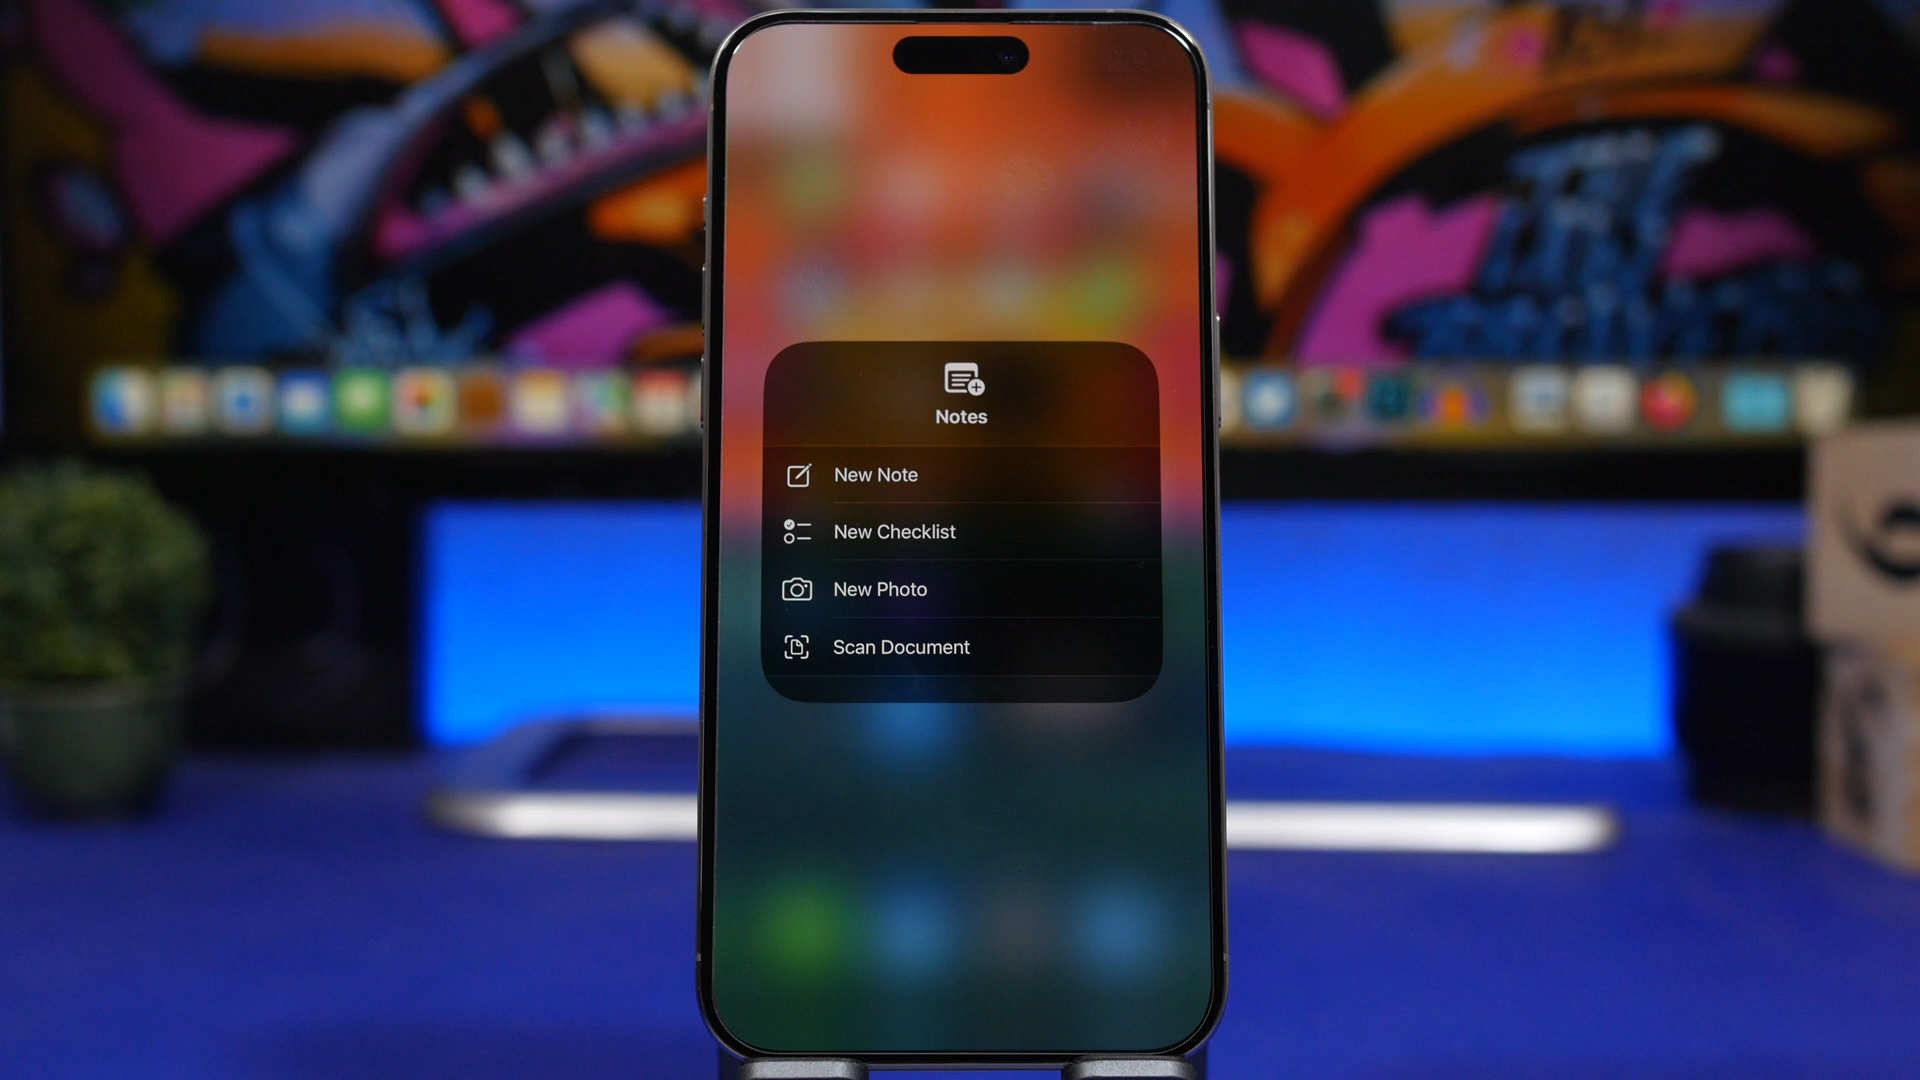 Notes
New Note
New Checklist
New Photo
Scan Document